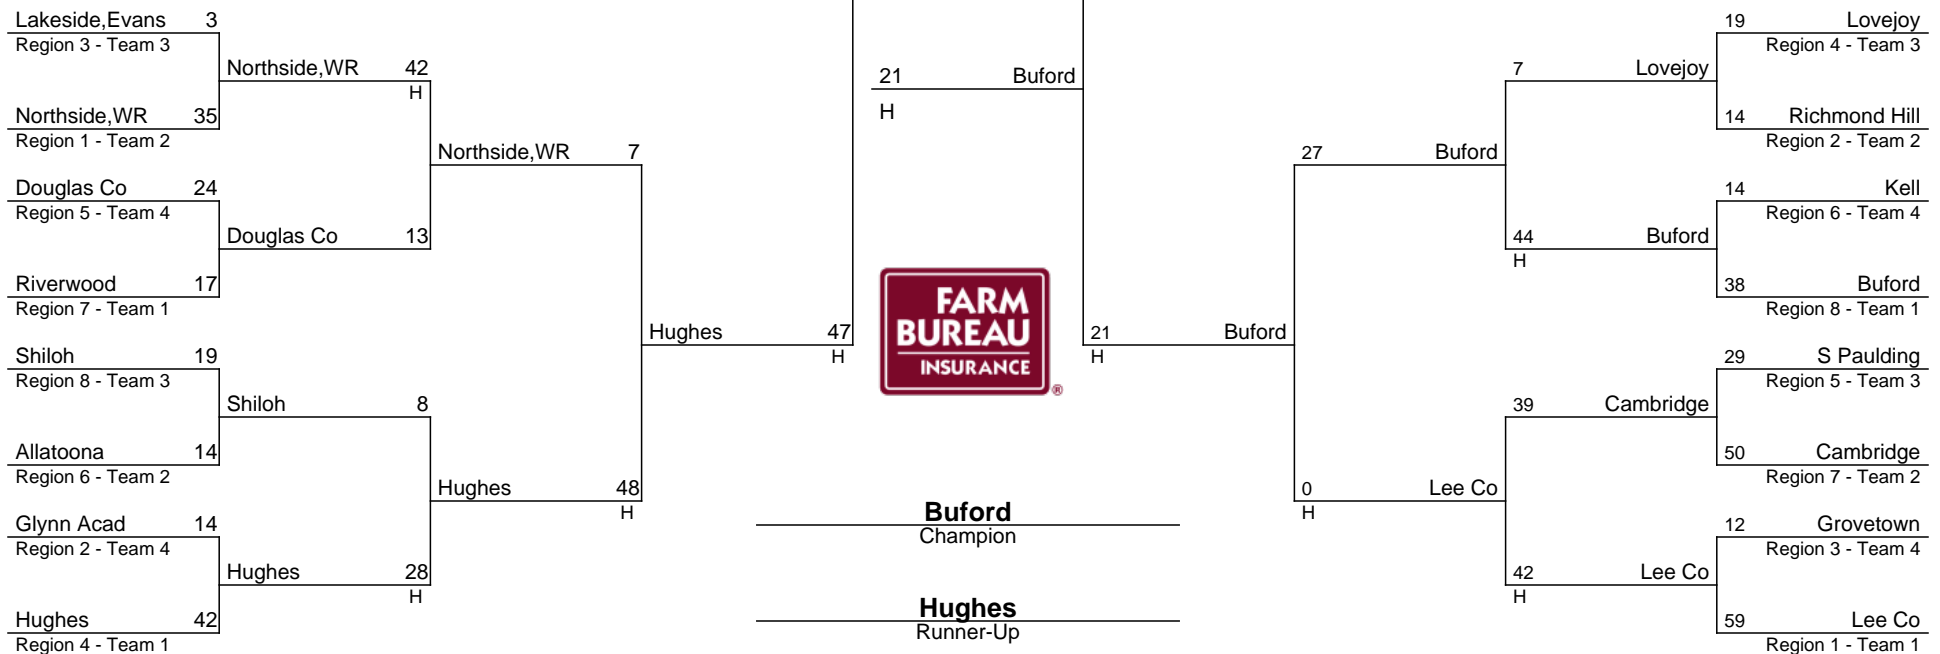 Lakeside,Evans 3
Region 3 - Team 3
Northside,WR 42
H
Northside,WR 35
Region 1 - Team 2
Northside,WR 7
Douglas Co 24
Region 5 - Team 4
Douglas Co 13
Riverwood 17
Region 7 - Team 1
Hughes 47
H
Shiloh 19
Region 8 - Team 3
Shiloh 8
Allatoona 14
Region 6 - Team 2
Hughes 48
H
Glynn Acad 14
Region 2 - Team 4
Hughes 28
H
Hughes 42
Region 4 - Team 1
21 Buford
H
FARM
BUREAU
INSURANCE
®
Buford
Champion
Hughes
Runner-Up
19 Lovejoy
Region 4 - Team 3
7 Lovejoy
14 Richmond Hill
Region 2 - Team 2
27 Buford
14 Kell
Region 6 - Team 4
44 Buford
H
38 Buford
Region 8 - Team 1
21 Buford
H
29 S Paulding
Region 5 - Team 3
39 Cambridge
50 Cambridge
Region 7 - Team 2
0 Lee Co
H
12 Grovetown
Region 3 - Team 4
42 Lee Co
H
59 Lee Co
Region 1 - Team 1